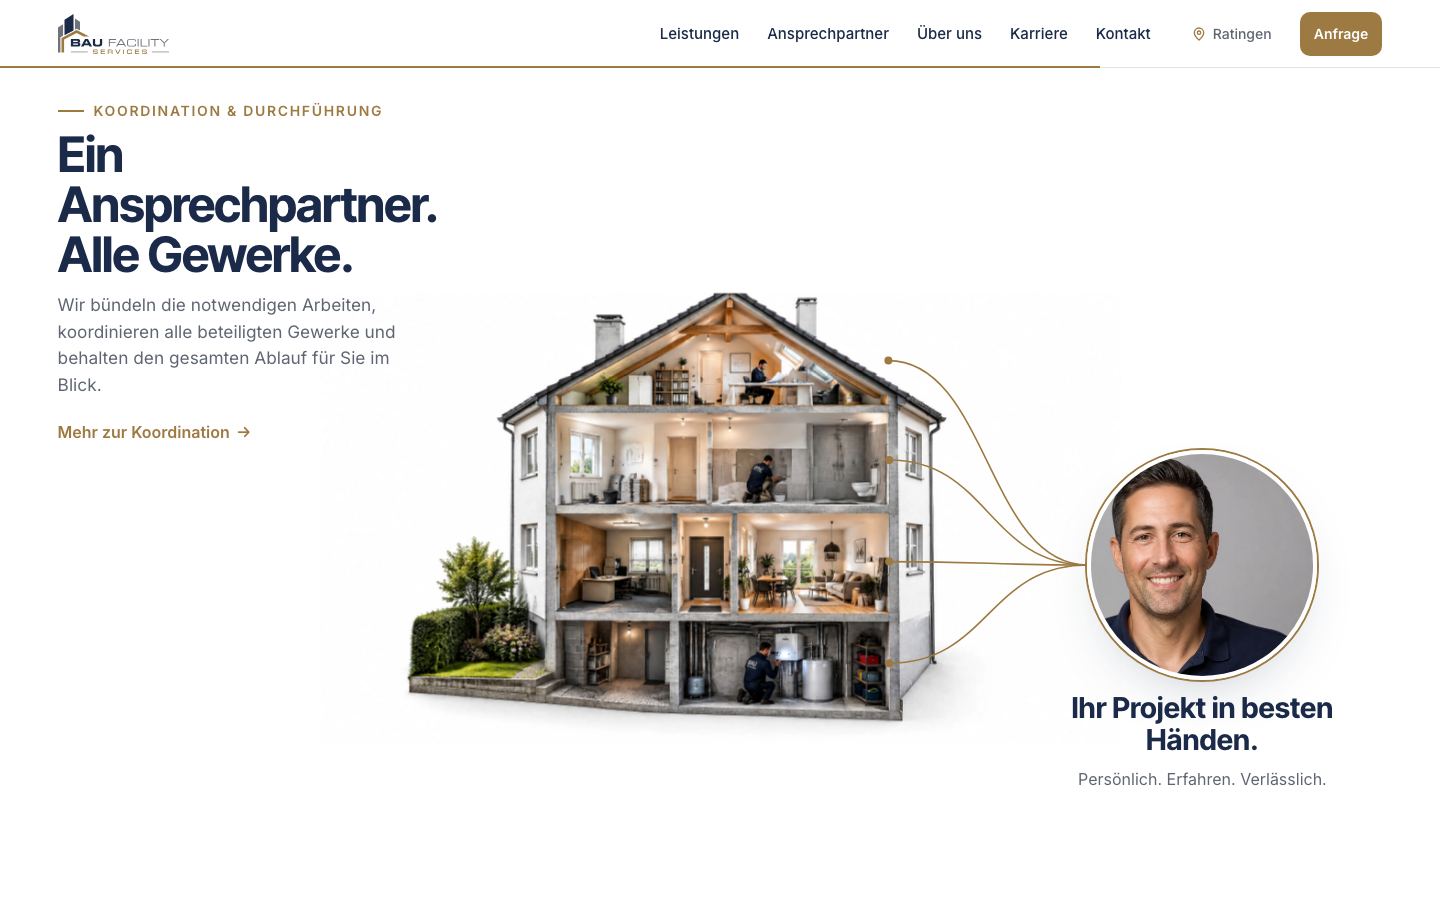 BAU FACILITY
SERVICES
Leistungen
Ansprechpartner
Über uns
Karriere
Kontakt
Ratingen
Anfrage
KOORDINATION & DURCHFÜHRUNG
Ein
Ansprechpartner.
Alle Gewerke.
Wir bündeln die notwendigen Arbeiten,
koordinieren alle beteiligten Gewerke und
behalten den gesamten Ablauf für Sie im
Blick.
Mehr zur Koordination →
Ihr Projekt in besten
Händen.
Persönlich. Erfahren. Verlässlich.